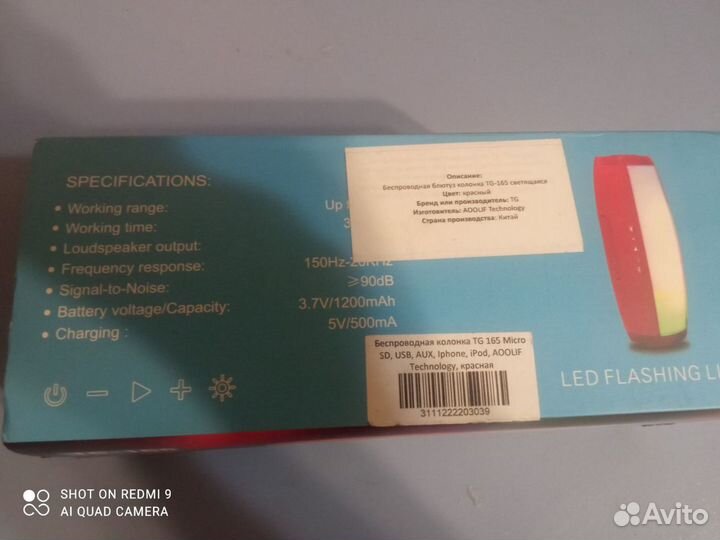 SPECIFICATIONS:
• Working range: Up
• Working time: 3
• Loudspeaker output:
• Frequency response: 150Hz-20KHz
• Signal-to-Noise: ≥90dB
• Battery voltage/Capacity: 3.7V/1200mAh
• Charging : 5V/500mA
Описание:
Беспроводная блютуз колонка TG-165 светящаяся
Цвет: красный
Бренд или производитель: TG
Изготовитель: AOOLIF Technology
Страна производства: Китай
Беспроводная колонка TG 165 Micro
SD, USB, AUX, Iphone, iPod, AOOLIF
Technology, красная
3111222203039
LED FLASHING LI
SHOT ON REDMI 9
AI QUAD CAMERA
Avito